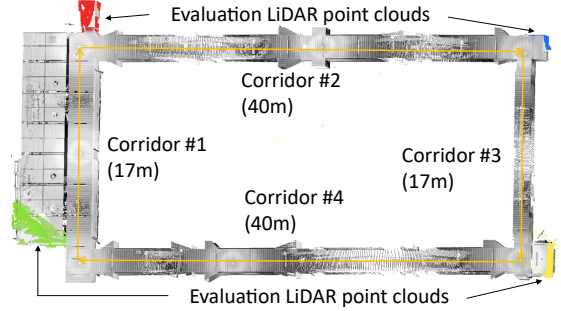 Evaluation LiDAR point clouds
Corridor #2
(40m)
Corridor #1
(17m)
Corridor #3
(17m)
Corridor #4
(40m)
Evaluation LiDAR point clouds